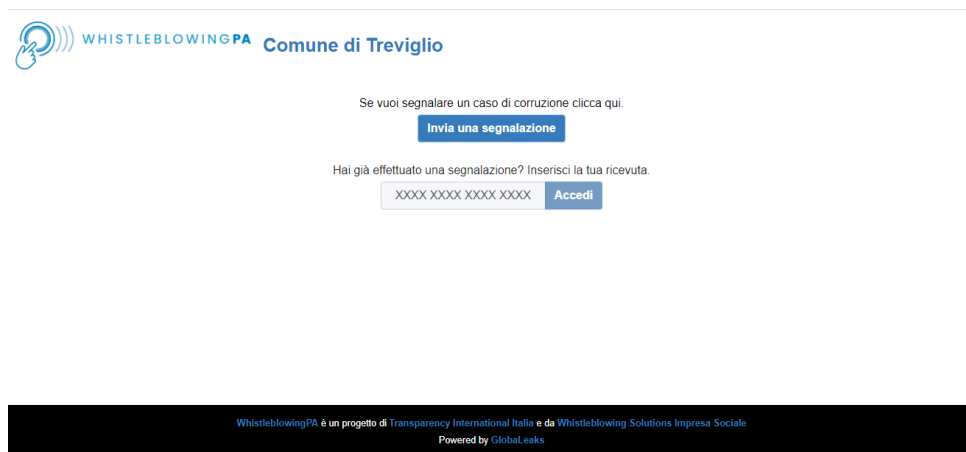 WHISTLEBLOWINGPA Comune di Treviglio
Se vuoi segnalare un caso di corruzione clicca qui.
Invia una segnalazione
Hai già effettuato una segnalazione? Inserisci la tua ricevuta.
XXXX XXXX XXXX XXXX Accedi
WhistleblowingPA è un progetto di Transparency International Italia e da Whistleblowing Solutions Impresa Sociale
Powered by GlobaLeaks